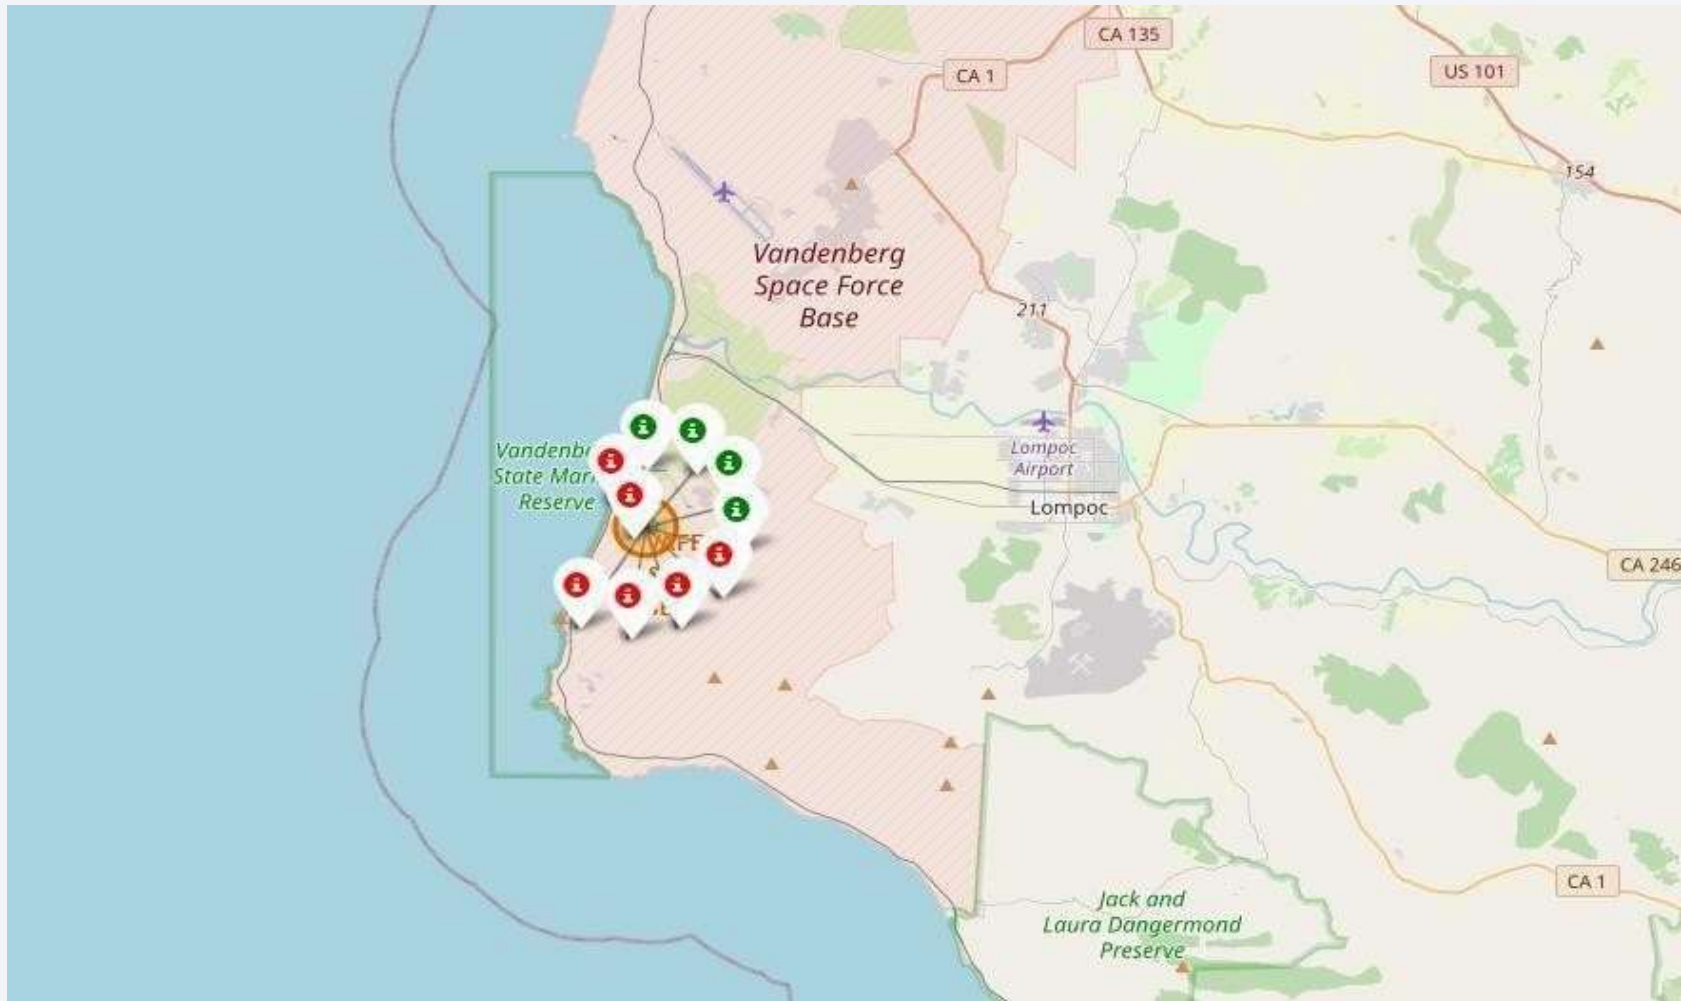 CA 135
CA 1
US 101
154
Vandenberg
Space Force
Base
211
Lompoc
Airport
Lompoc
State
Reserve
CA 246
CA 1
Jack and
Laura Dangermond
Preserve